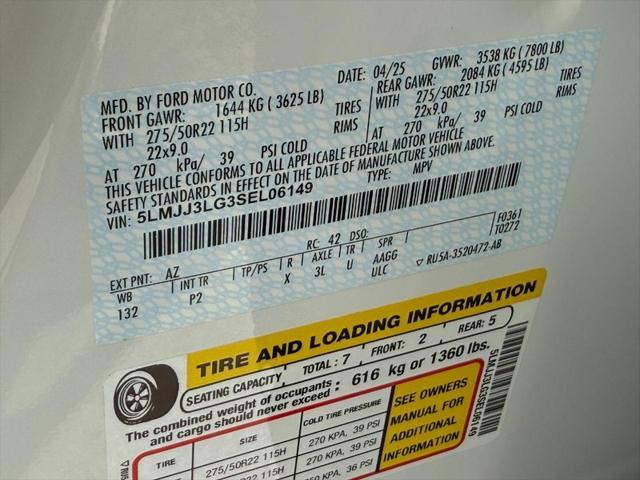 MFD. BY FORD MOTOR CO.
DATE: 04/25 GVWR: 3538 KG ( 7800 LB)
FRONT GAWR: 1644 KG ( 3625 LB) REAR GAWR: 2084 KG ( 4595 LB)
WITH 275/50R22 115H TIRES WITH 275/50R22 115H TIRES
22x9.0 RIMS 22x9.0 RIMS
AT 270 kPa/ 39 PSI COLD AT 270 kPa/ 39 PSI COLD
THIS VEHICLE CONFORMS TO ALL APPLICABLE FEDERAL MOTOR VEHICLE
SAFETY STANDARDS IN EFFECT ON THE DATE OF MANUFACTURE SHOWN ABOVE.
VIN: 5LMJJ3LG3SEL06149 TYPE: MPV
F0361
RC: 42 DSO: T0272
EXT PNT: AZ
WB INT TR TP/PS R AXLE TR SPR
132 P2 X 3L U AAGG ▽ RU5A-3520472-AB
ULC
TIRE AND LOADING INFORMATION
SEATING CAPACITY TOTAL: 7 FRONT: 2 REAR: 5
The combined weight of occupants and cargo should never exceed : 616 kg or 1360 lbs.
TIRE SIZE COLD TIRE PRESSURE
275/50R22 115H 270 KPA, 39 PSI
270 KPA, 39 PSI
SEE OWNERS
MANUAL FOR
ADDITIONAL
INFORMATION
5LMJJ3LG3SEL06149